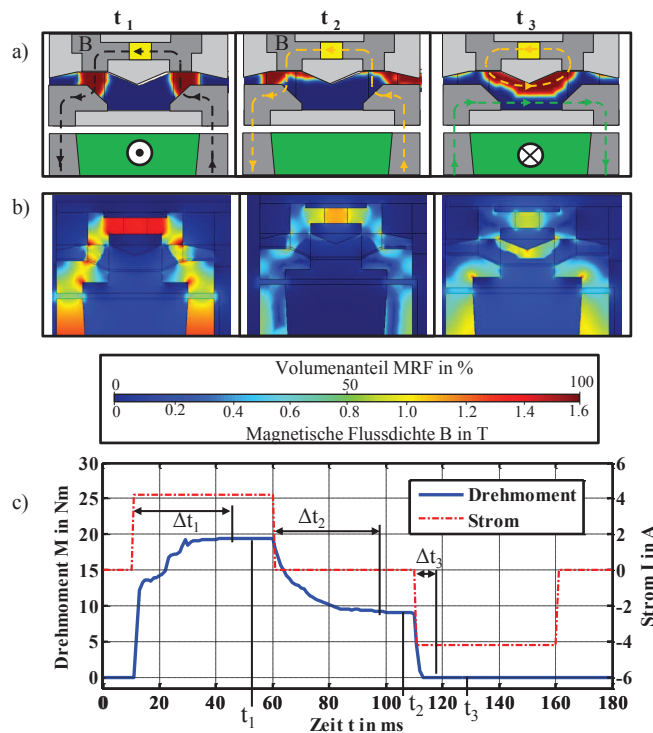 t1 t2 t3
a)
B B
b)
Volumenanteil MRF in %
0 50 100
0 0.2 0.4 0.6 0.8 1.0 1.2 1.4 1.6
Magnetische Flussdichte B in T
c)
Drehmoment M in Nm
30
25
20
15
10
5
0
Δt1 Δt2 Δt3
Drehmoment
Strom
6
4
2
0
-2
-4
-6
Strom I in A
0 20 40 60 80 100 120 140 160 180
t1 t2 t3
Zeit t in ms